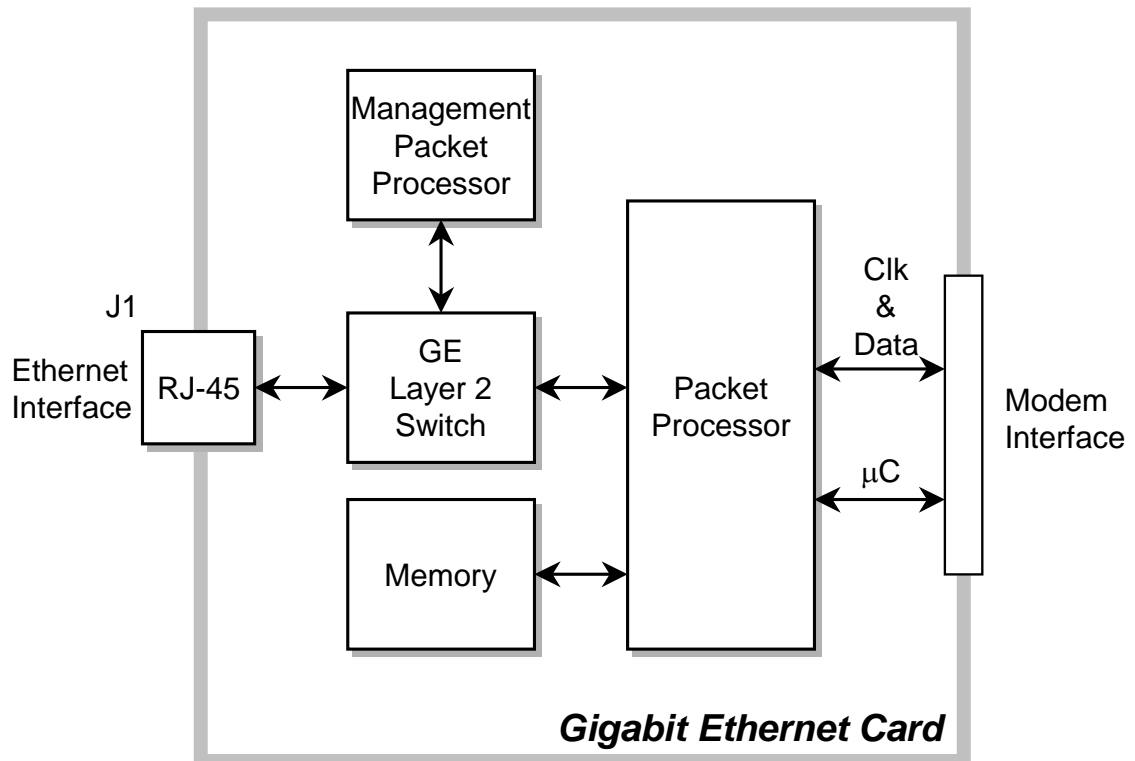 Management
Packet
Processor
J1
Ethernet
Interface
RJ-45
GE
Layer 2
Switch
Memory
Packet
Processor
Clk
&
Data
μC
Modem
Interface
Gigabit Ethernet Card